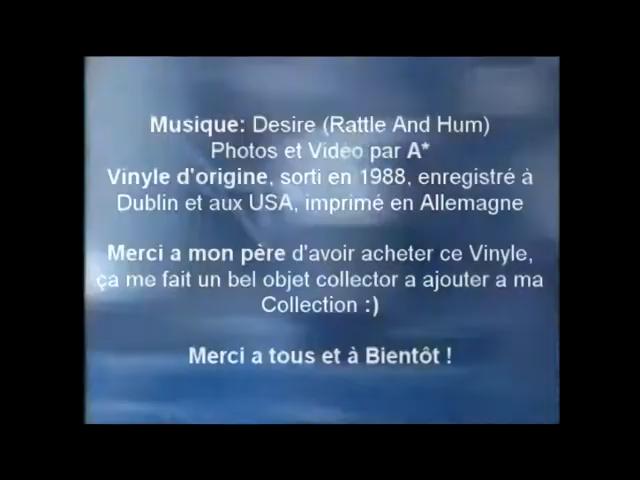 Musique: Desire (Rattle And Hum)
Photos et Vidéo par A*
Vinyle d'origine, sorti en 1988, enregistré à
Dublin et aux USA, imprimé en Allemagne
Merci a mon père d'avoir acheter ce Vinyle,
ça me fait un bel objet collector a ajouter a ma
Collection :)
Merci a tous et à Bientôt !